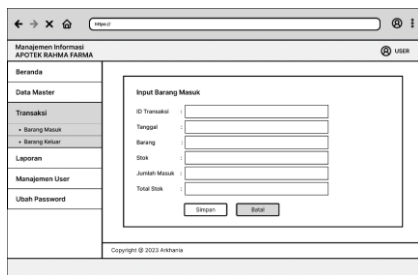 https://
Manajemen Informasi
APOTEK RAHMA FARMA
USER
Beranda
Data Master
Transaksi
• Barang Masuk
• Barang Keluar
Laporan
Manajemen User
Ubah Password
Input Barang Masuk
ID Transaksi :
Tanggal :
Barang :
Stok :
Jumlah Masuk :
Total Stok :
Simpan
Batal
Copyright @ 2023 Arkhania